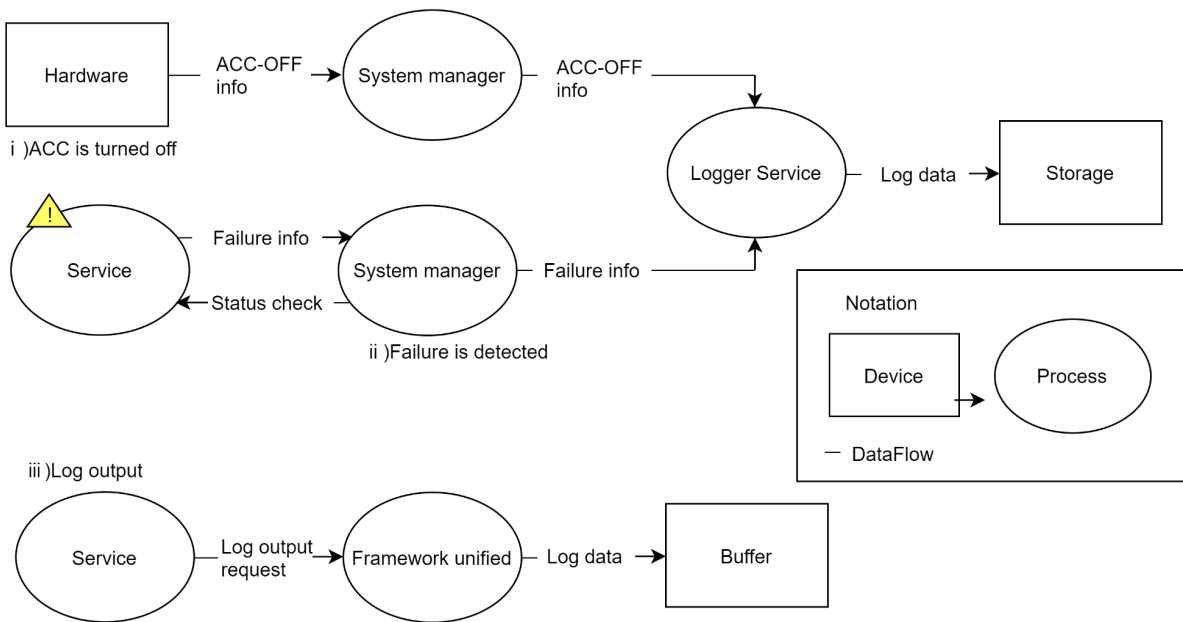 Hardware
ACC-OFF
info
System manager
ACC-OFF
info
i )ACC is turned off
Logger Service
Log data
Storage
!
Service
Failure info
Status check
System manager
Failure info
ii )Failure is detected
Notation
Device
Process
DataFlow
iii )Log output
Service
Log output
request
Framework unified
Log data
Buffer